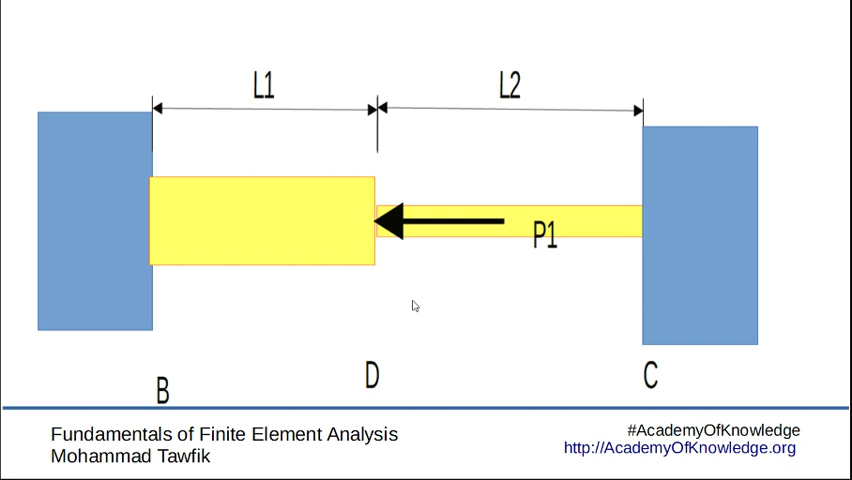 L1
L2
P1
B
D
C
Fundamentals of Finite Element Analysis
Mohammad Tawfik
#AcademyOfKnowledge
http://AcademyOfKnowledge.org